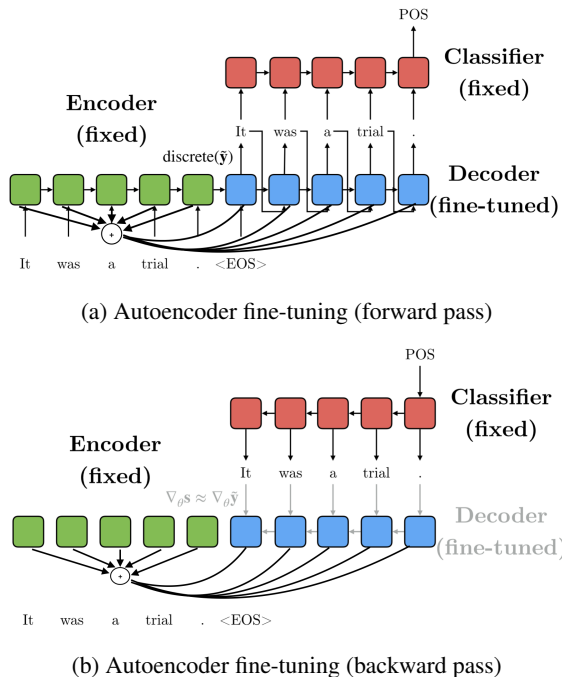 POS
Classifier
(fixed)
Encoder
(fixed)
It was a trial .
discrete(ỹ)
Decoder
(fine-tuned)
+
It was a trial . <EOS>
(a) Autoencoder fine-tuning (forward pass)
POS
Classifier
(fixed)
Encoder
(fixed)
It was a trial .
∇θs ≈ ∇θỹ
Decoder
(fine-tuned)
+
It was a trial . <EOS>
(b) Autoencoder fine-tuning (backward pass)